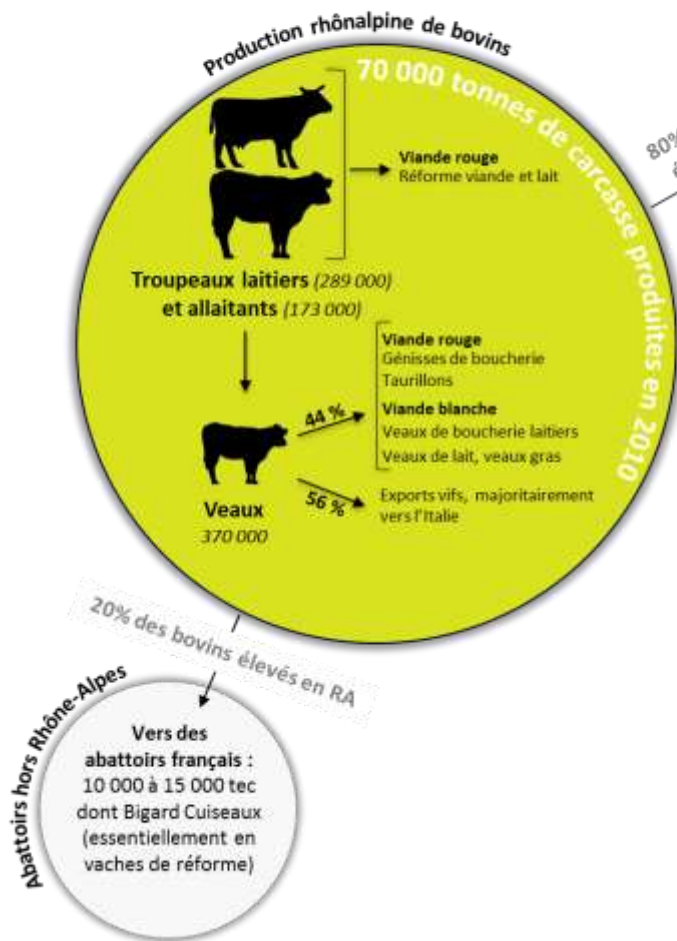 Production rhônalpine de bovins
70 000 tonnes de carcasse produites en 2010
80%
Viande rouge
Réforme viande et lait
Troupeaux laitiers (289 000)
et allaitants (173 000)
Viande rouge
Génisses de boucherie
Taurillons
44 %
Viande blanche
Veaux de boucherie laitiers
Veaux de lait, veaux gras
56 %
Exports vifs, majoritairement
vers l'Italie
Veaux
370 000
20% des bovins élevés en RA
Abattoirs hors Rhône-Alpes
Vers des
abattoirs français :
10 000 à 15 000 tec
dont Bigard Cuiseaux
(essentiellement en
vaches de réforme)